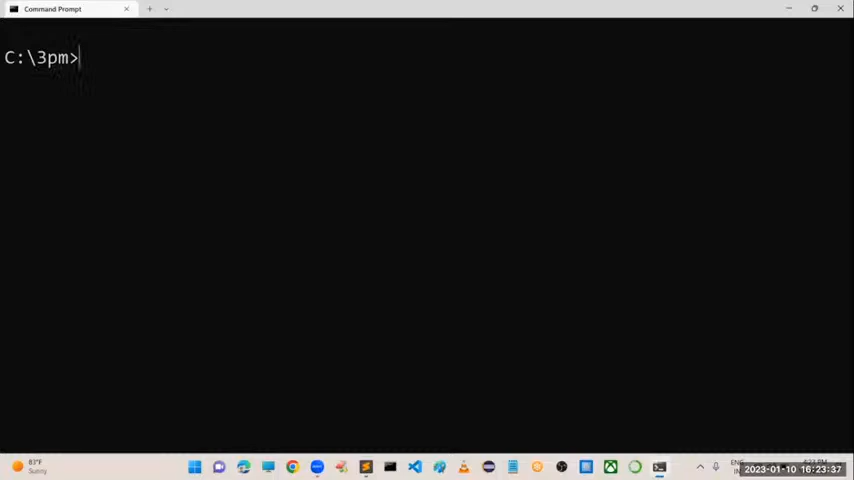 Command Prompt
C:\3pm>
83°F
Sunny
ENG
2023-01-10 16:23:37